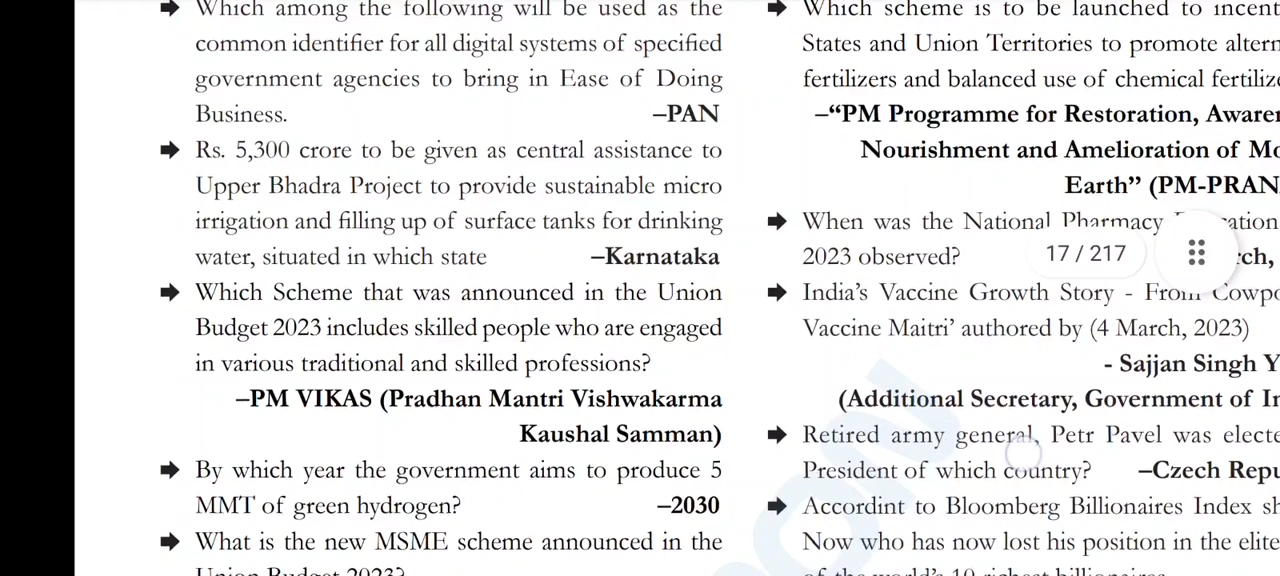 Which among the following will be used as the
common identifier for all digital systems of specified
government agencies to bring in Ease of Doing
Business. –PAN
Rs. 5,300 crore to be given as central assistance to
Upper Bhadra Project to provide sustainable micro
irrigation and filling up of surface tanks for drinking
water, situated in which state –Karnataka
Which Scheme that was announced in the Union
Budget 2023 includes skilled people who are engaged
in various traditional and skilled professions?
–PM VIKAS (Pradhan Mantri Vishwakarma
Kaushal Samman)
By which year the government aims to produce 5
MMT of green hydrogen? –2030
What is the new MSME scheme announced in the
Union Budget 2023?
Which scheme is to be launched to incent
States and Union Territories to promote altern
fertilizers and balanced use of chemical fertiliz
–“PM Programme for Restoration, Awaren
Nourishment and Amelioration of Mo
Earth” (PM-PRAN
When was the National Pharmacy
2023 observed?
17 / 217
India’s Vaccine Growth Story - From Cowpo
Vaccine Maitri’ authored by (4 March, 2023)
- Sajjan Singh Y
(Additional Secretary, Government of In
Retired army general, Petr Pavel was electe
President of which country? –Czech Repu
Accordint to Bloomberg Billionaires Index sh
Now who has now lost his position in the elite
of the world’s 10 richest billionaires